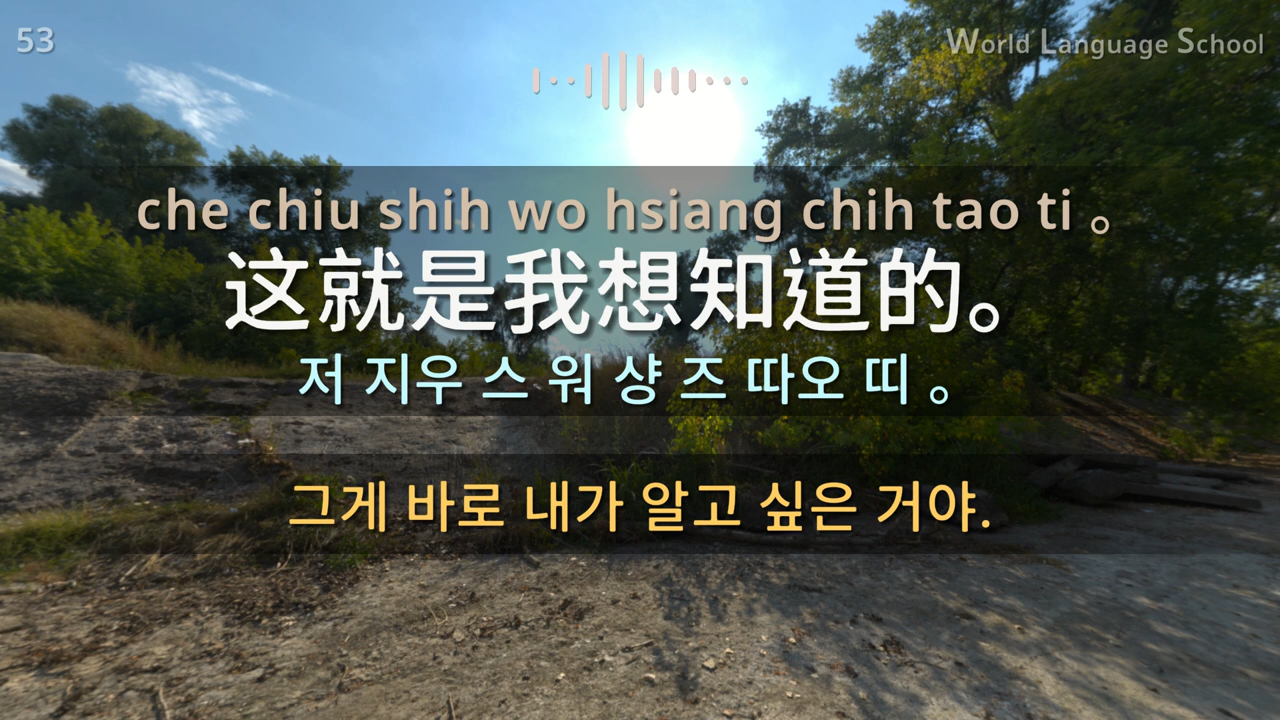 53
World Language School
che chiu shih wo hsiang chih tao ti 。
这就是我想知道的。
저 지우 스 워 샹 즈 따오 띠 。
그게 바로 내가 알고 싶은 거야.